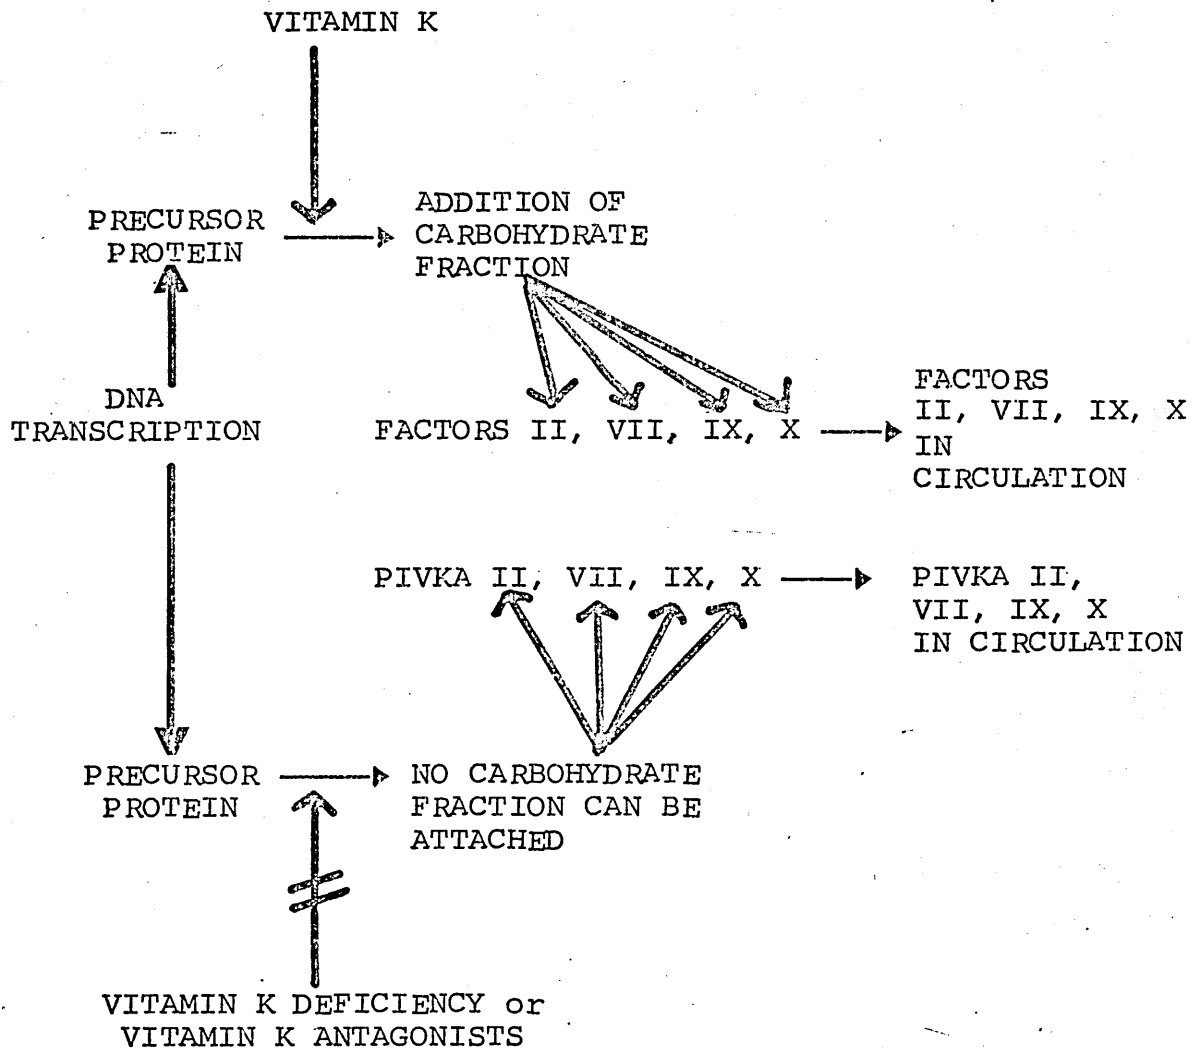 VITAMIN K
PRECURSOR
PROTEIN
ADDITION OF
CARBOHYDRATE
FRACTION
DNA
TRANSCRIPTION
FACTORS II, VII, IX, X
FACTORS
II, VII, IX, X
IN
CIRCULATION
PIVKA II, VII, IX, X
PIVKA II,
VII, IX, X
IN CIRCULATION
PRECURSOR
PROTEIN
NO CARBOHYDRATE
FRACTION CAN BE
ATTACHED
VITAMIN K DEFICIENCY or
VITAMIN K ANTAGONISTS